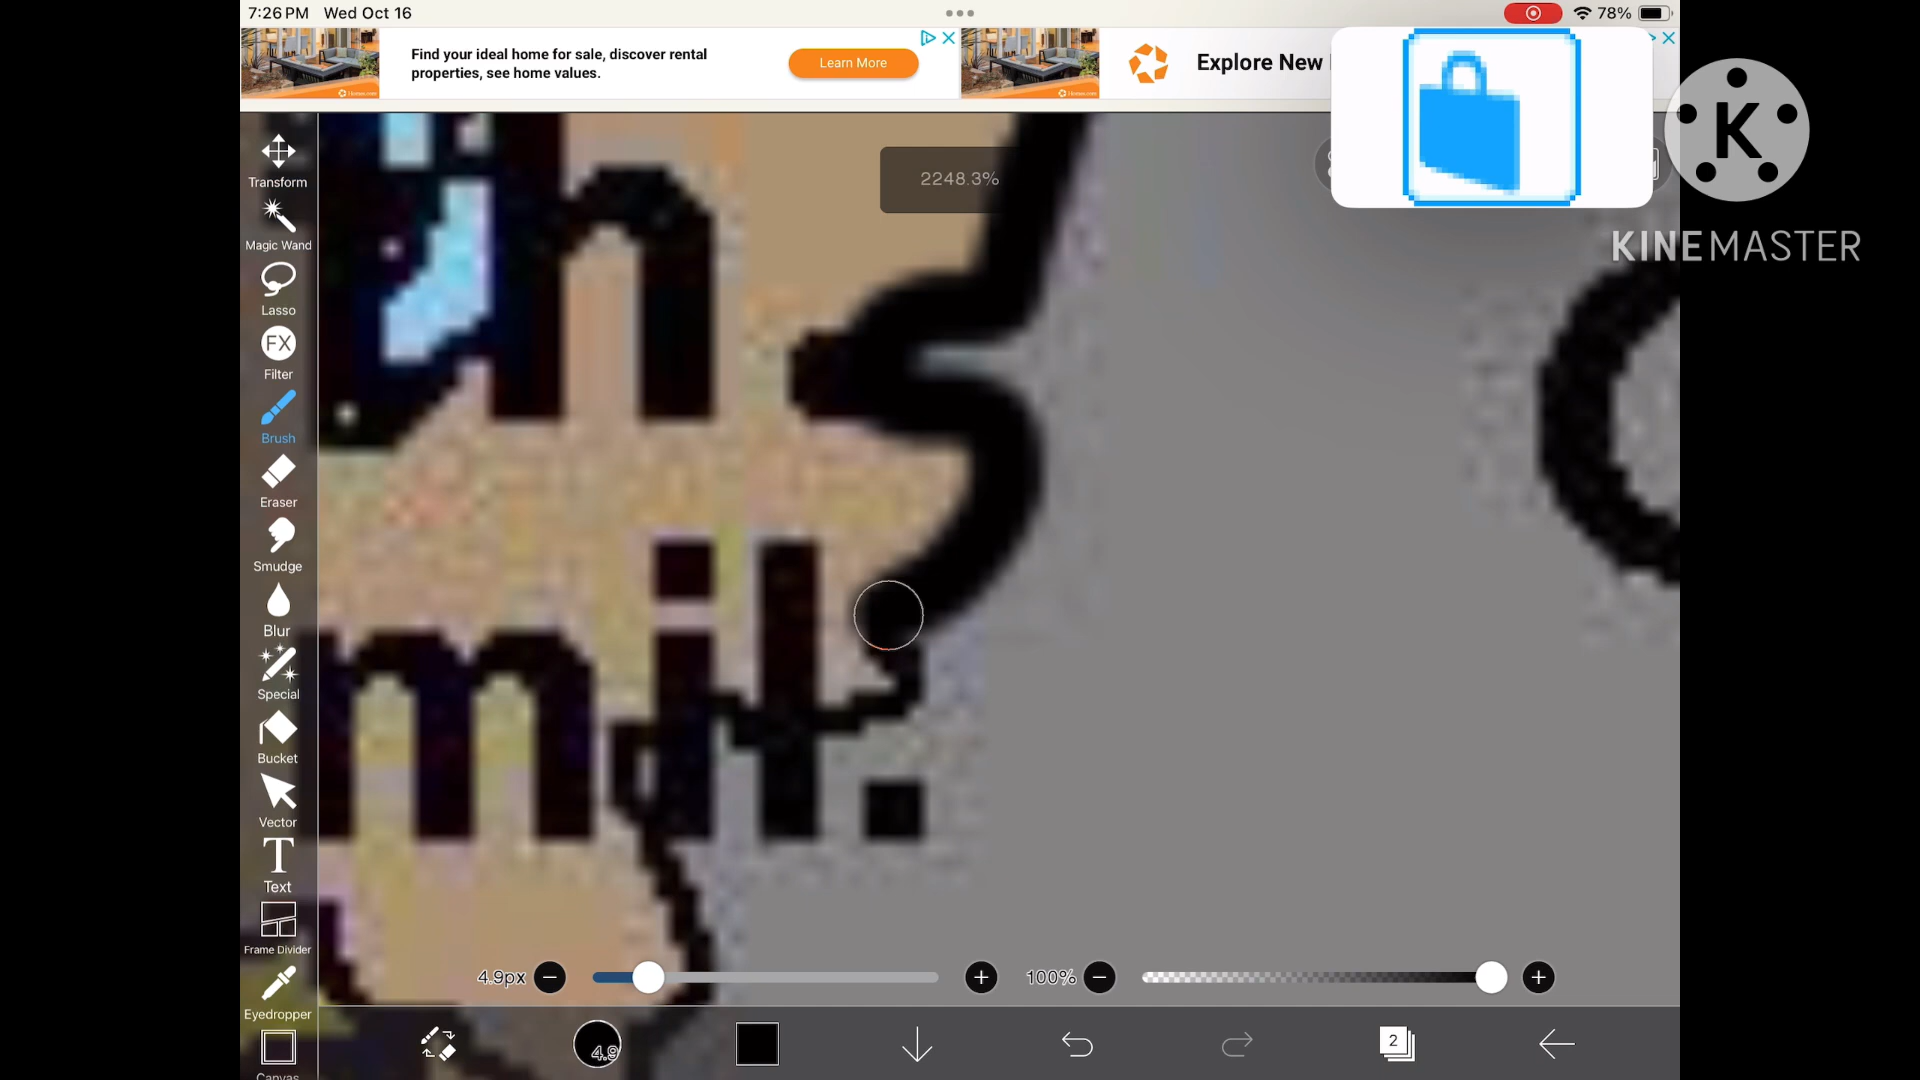 7:26 PM Wed Oct 16
78%
Find your ideal home for sale, discover rental
properties, see home values.
Learn More
Explore New
K
KINEMASTER
2248.3%
Transform
Magic Wand
Lasso
FX
Filter
Brush
Eraser
Smudge
Blur
Special
Bucket
Vector
T
Text
Frame Divider
Eyedropper
Canvas
n
mit.
4.9px
100%
4.9
2